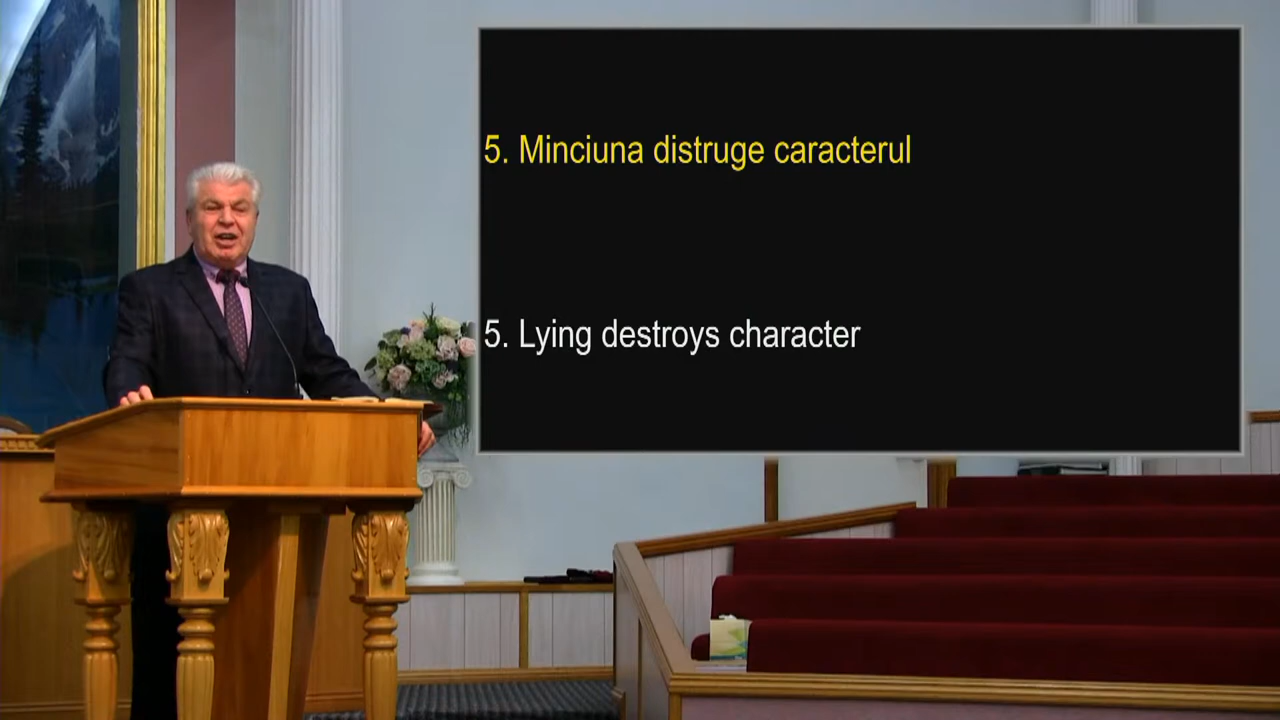 5. Minciuna distruge caracterul
5. Lying destroys character